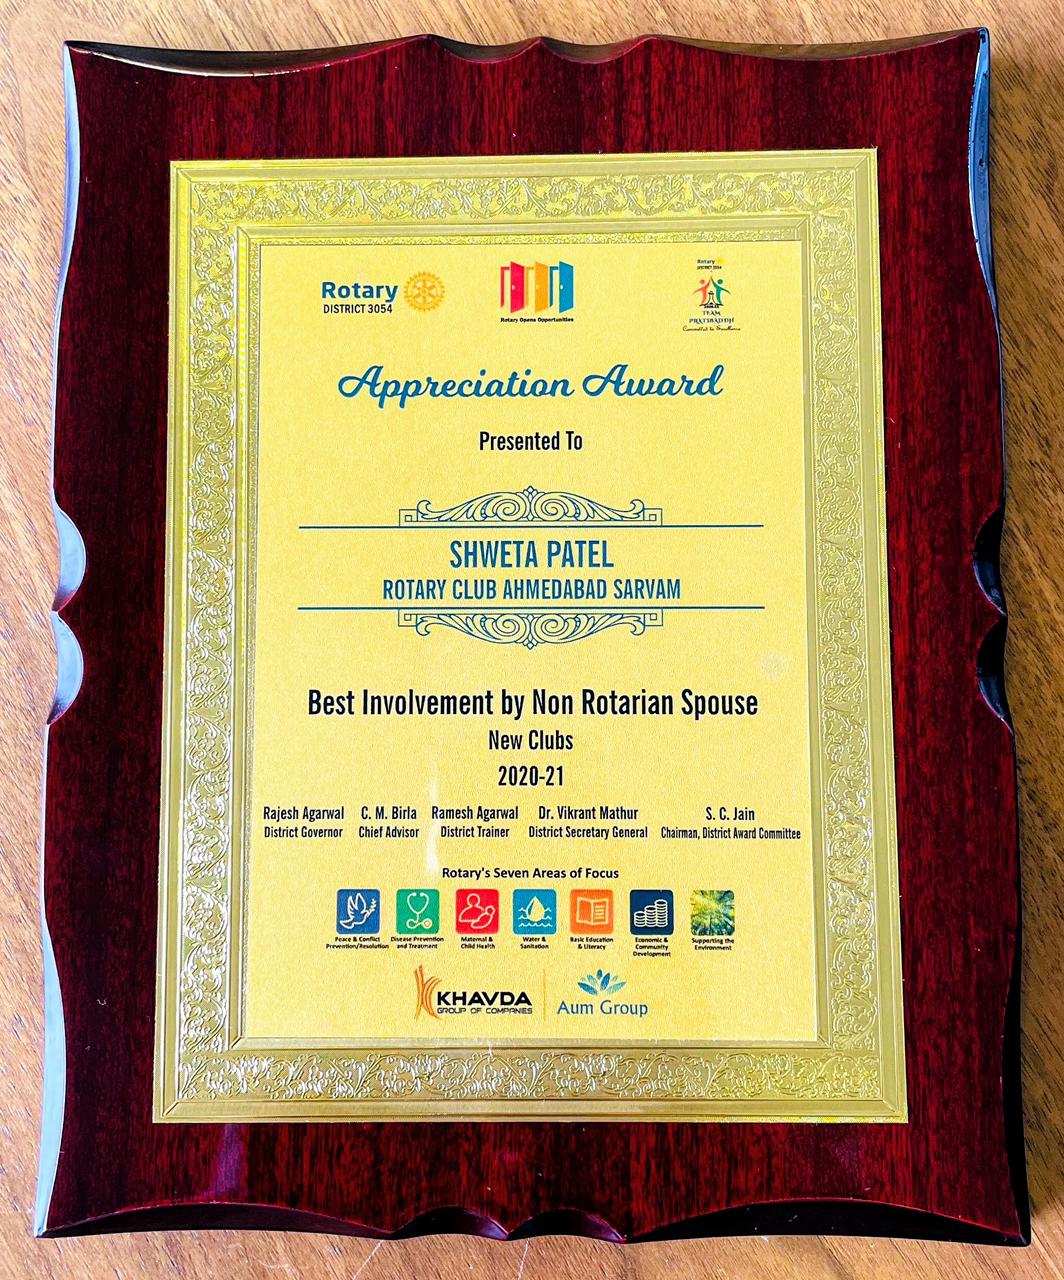 Rotary
DISTRICT 3054
Rotary Opens Opportunities
Rotary
DISTRICT 3054
TEAM
PRATIBADDH
Committed to Excellence
Appreciation Award
Presented To
SHWETA PATEL
ROTARY CLUB AHMEDABAD SARVAM
Best Involvement by Non Rotarian Spouse
New Clubs
2020-21
Rajesh Agarwal C. M. Birla Ramesh Agarwal Dr. Vikrant Mathur S. C. Jain
District Governor Chief Advisor District Trainer District Secretary General Chairman, District Award Committee
Rotary's Seven Areas of Focus
Peace & Conflict Disease Prevention Maternal & Water & Basic Education Economic & Supporting the
Prevention/Resolution and Treatment Child Health Sanitation & Literacy Community Environment
Development
KHAVDA Aum Group
GROUP OF COMPANIES